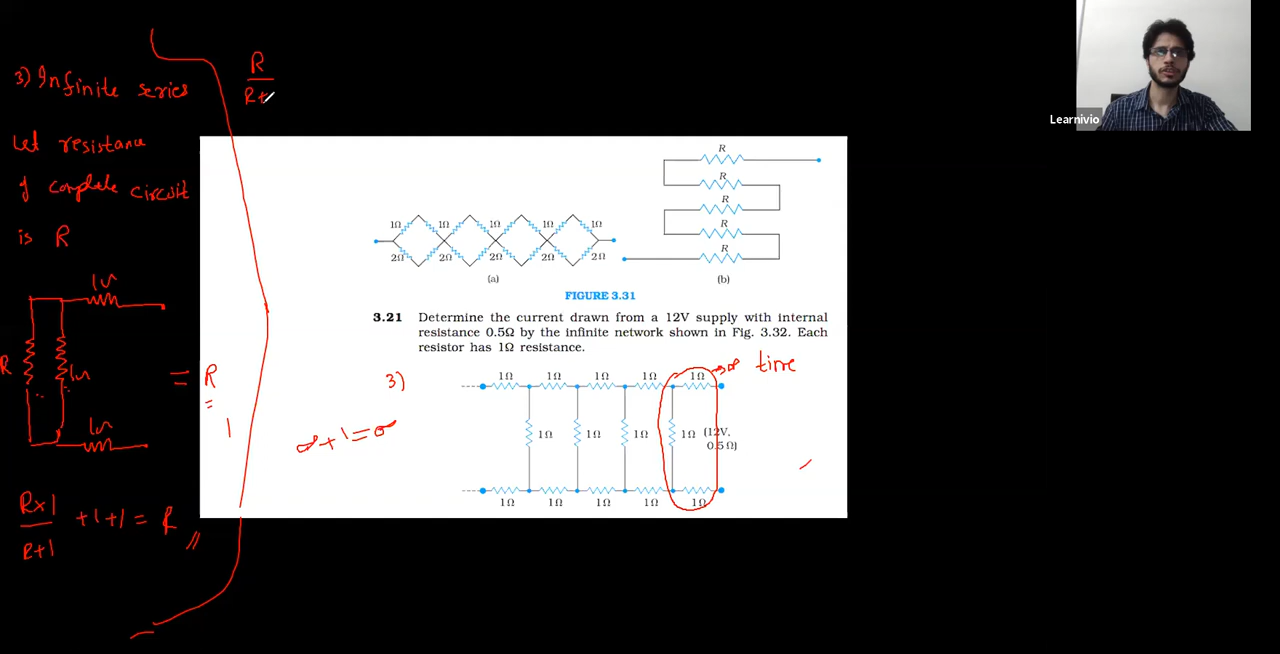 3) Infinite series
Let resistance
of complete circuit
is R
1Ω
R
1Ω
1Ω
= R
=
1
R×1
R+1
+1+1 = R
R
R+
Learnivio
R
R
R
R
R
1Ω 1Ω 1Ω 1Ω 1Ω
2Ω 2Ω 2Ω 2Ω 2Ω
(a)
(b)
FIGURE 3.31
3.21 Determine the current drawn from a 12V supply with internal
resistance 0.5Ω by the infinite network shown in Fig. 3.32. Each
resistor has 1Ω resistance.
3)
∞ time
∞+1=∞
1Ω 1Ω 1Ω 1Ω 1Ω
1Ω 1Ω 1Ω 1Ω (12V,
0.5Ω)
1Ω 1Ω 1Ω 1Ω 1Ω